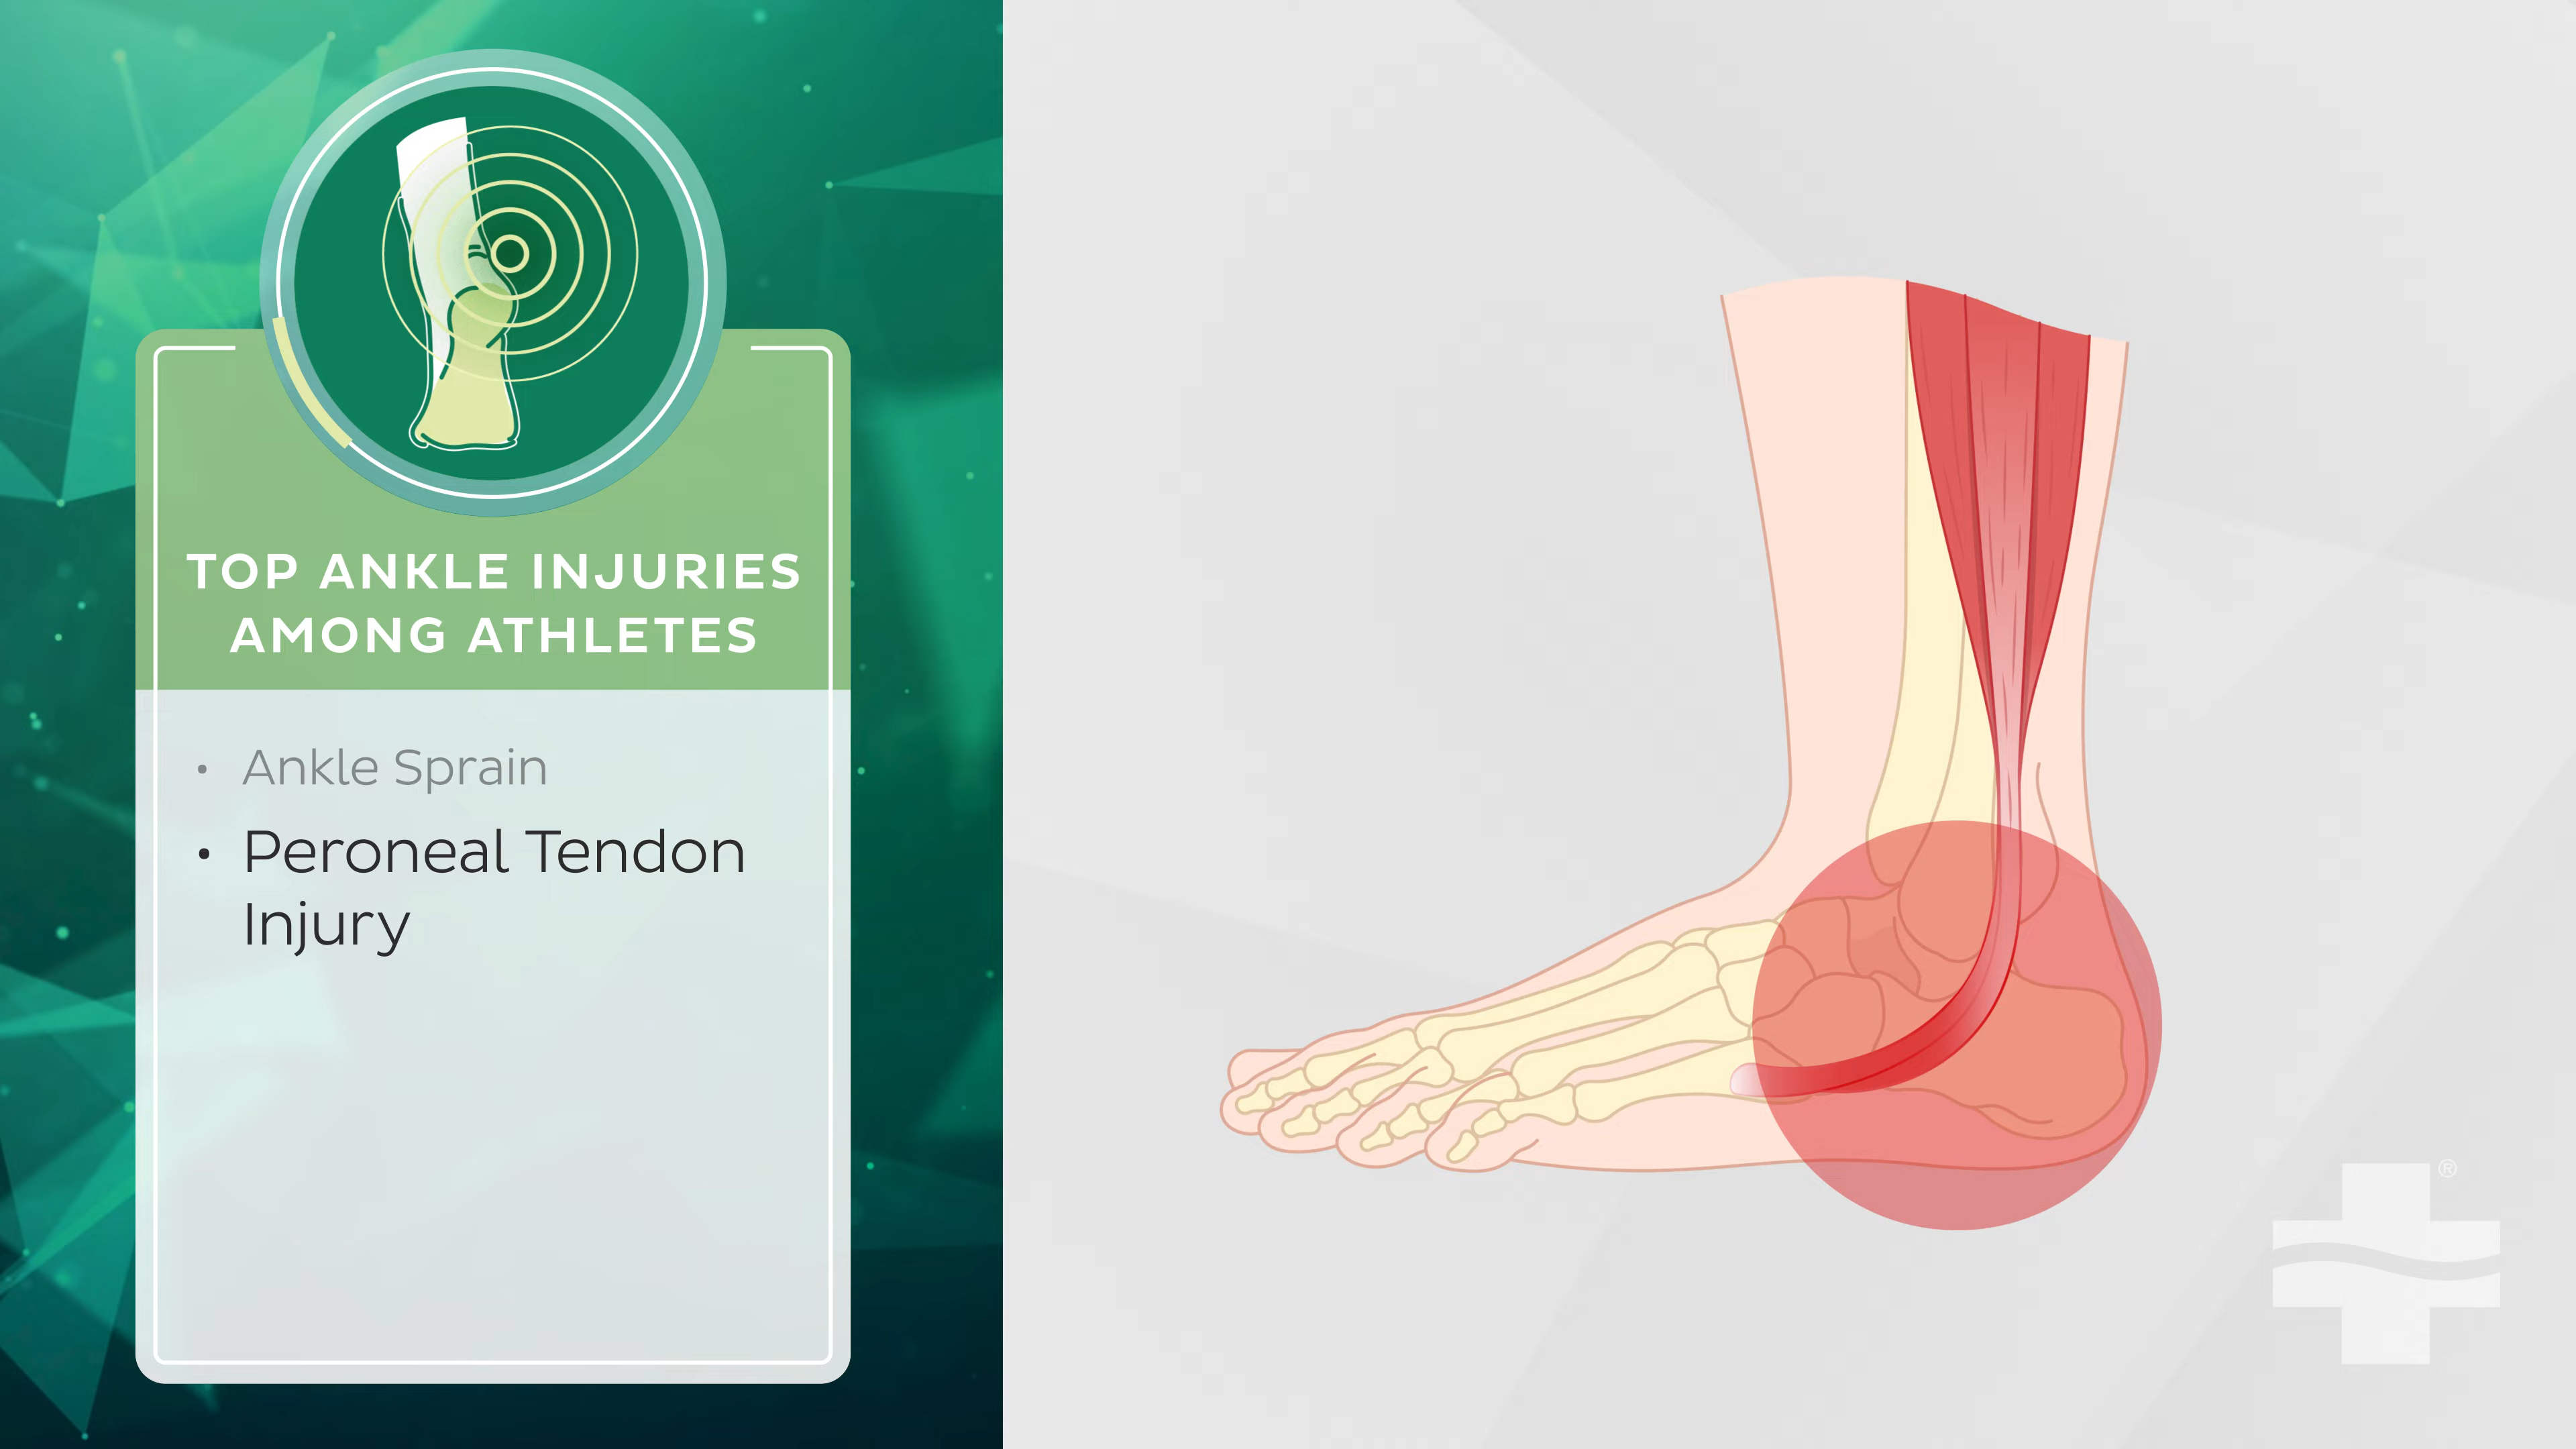 TOP ANKLE INJURIES
AMONG ATHLETES
• Ankle Sprain
• Peroneal Tendon
Injury
®